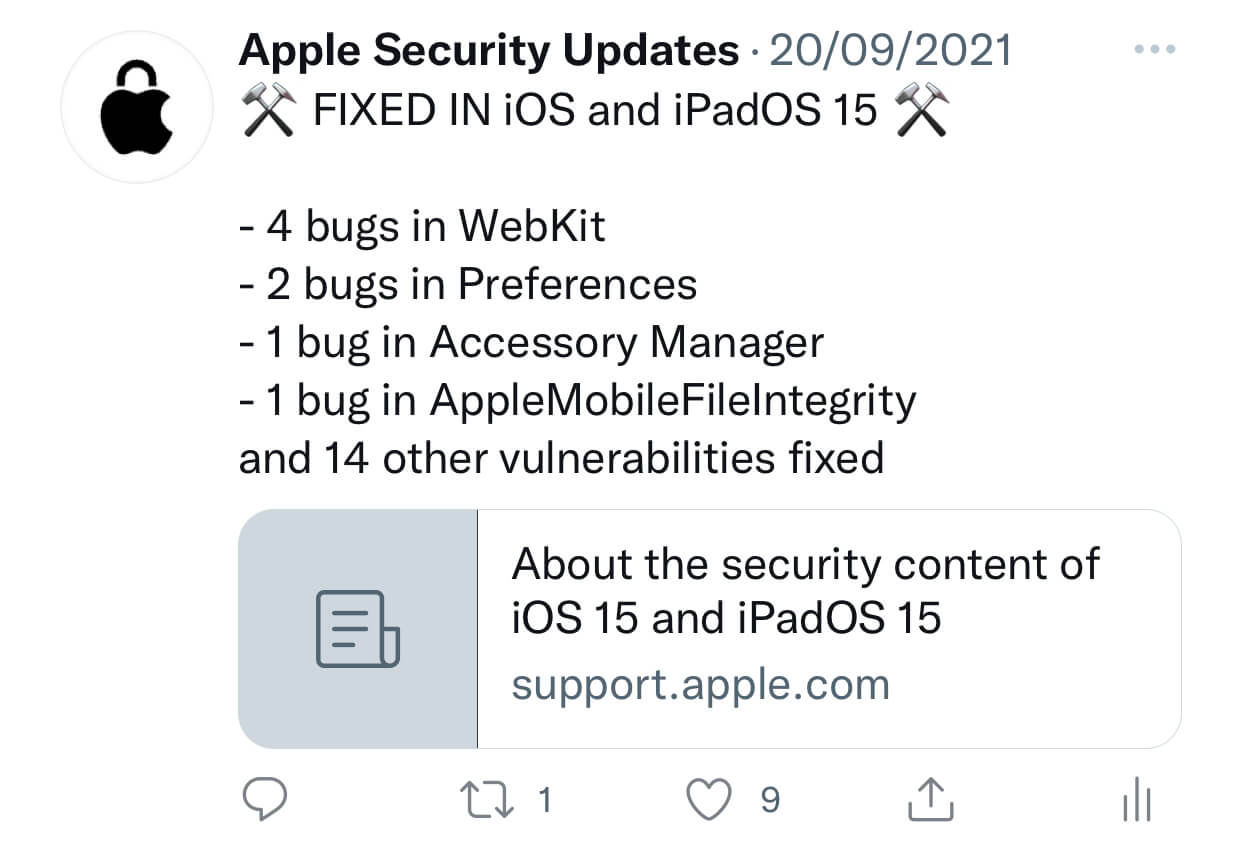 Apple Security Updates · 20/09/2021
⚒ FIXED IN iOS and iPadOS 15 ⚒
- 4 bugs in WebKit
- 2 bugs in Preferences
- 1 bug in Accessory Manager
- 1 bug in AppleMobileFileIntegrity
and 14 other vulnerabilities fixed
About the security content of
iOS 15 and iPadOS 15
support.apple.com
1 9